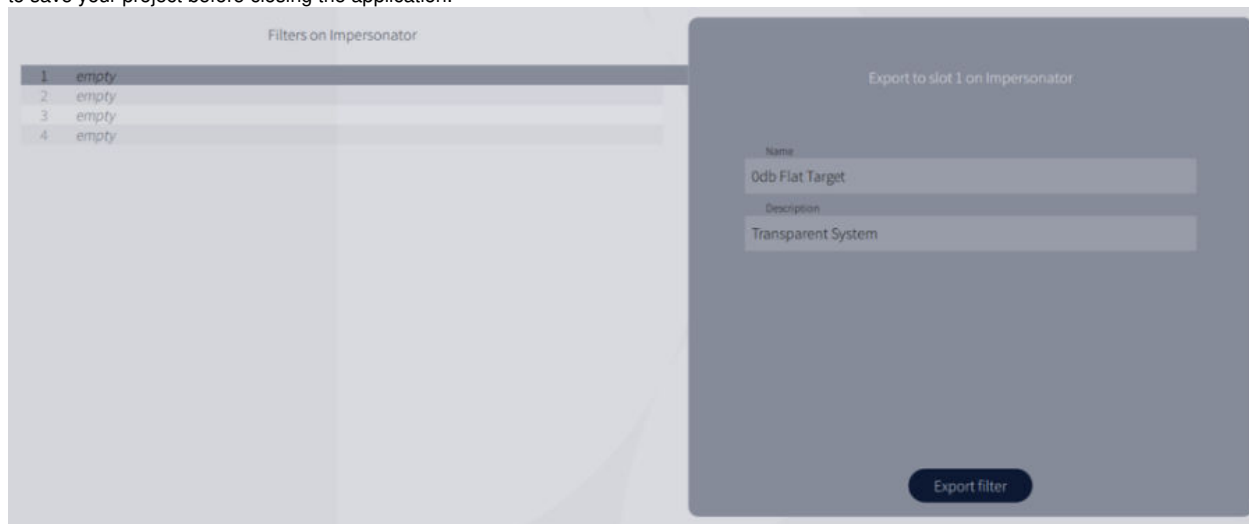 to save your project before closing the application.
Filters on Impersonator
1 empty
2 empty
3 empty
4 empty
Export to slot 1 on Impersonator
Name
0db Flat Target
Description
Transparent System
Export filter